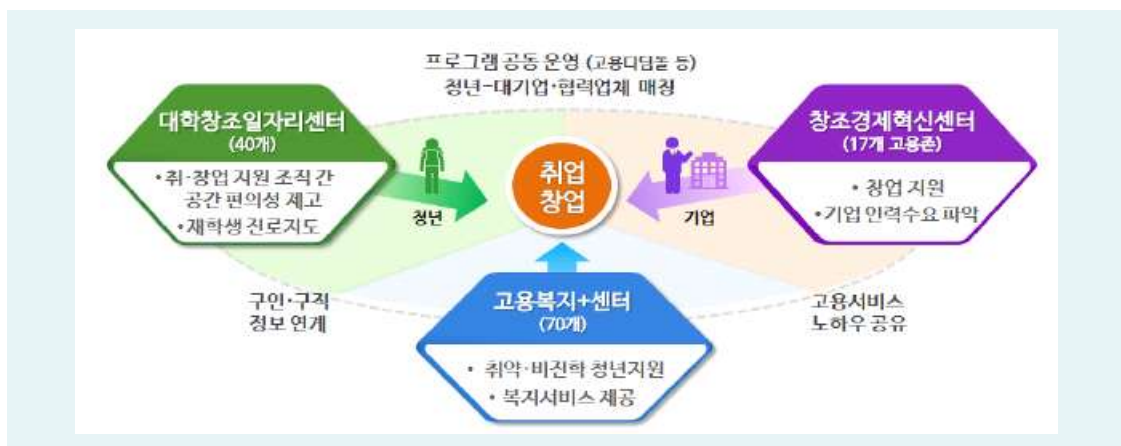 프로그램 공동 운영 (고용디딤돌 등)
청년-대기업·협력업체 매칭
대학창조일자리센터
(40개)
•취·창업 지원 조직 간
공간 편의성 제고
•재학생 진로지도
창조경제혁신센터
(17개 고용존)
• 창업 지원
•기업 인력수요 파악
취업
창업
청년
기업
구인·구직
정보 연계
고용복지+센터
(70개)
• 취약·비진학 청년지원
• 복지서비스 제공
고용서비스
노하우 공유